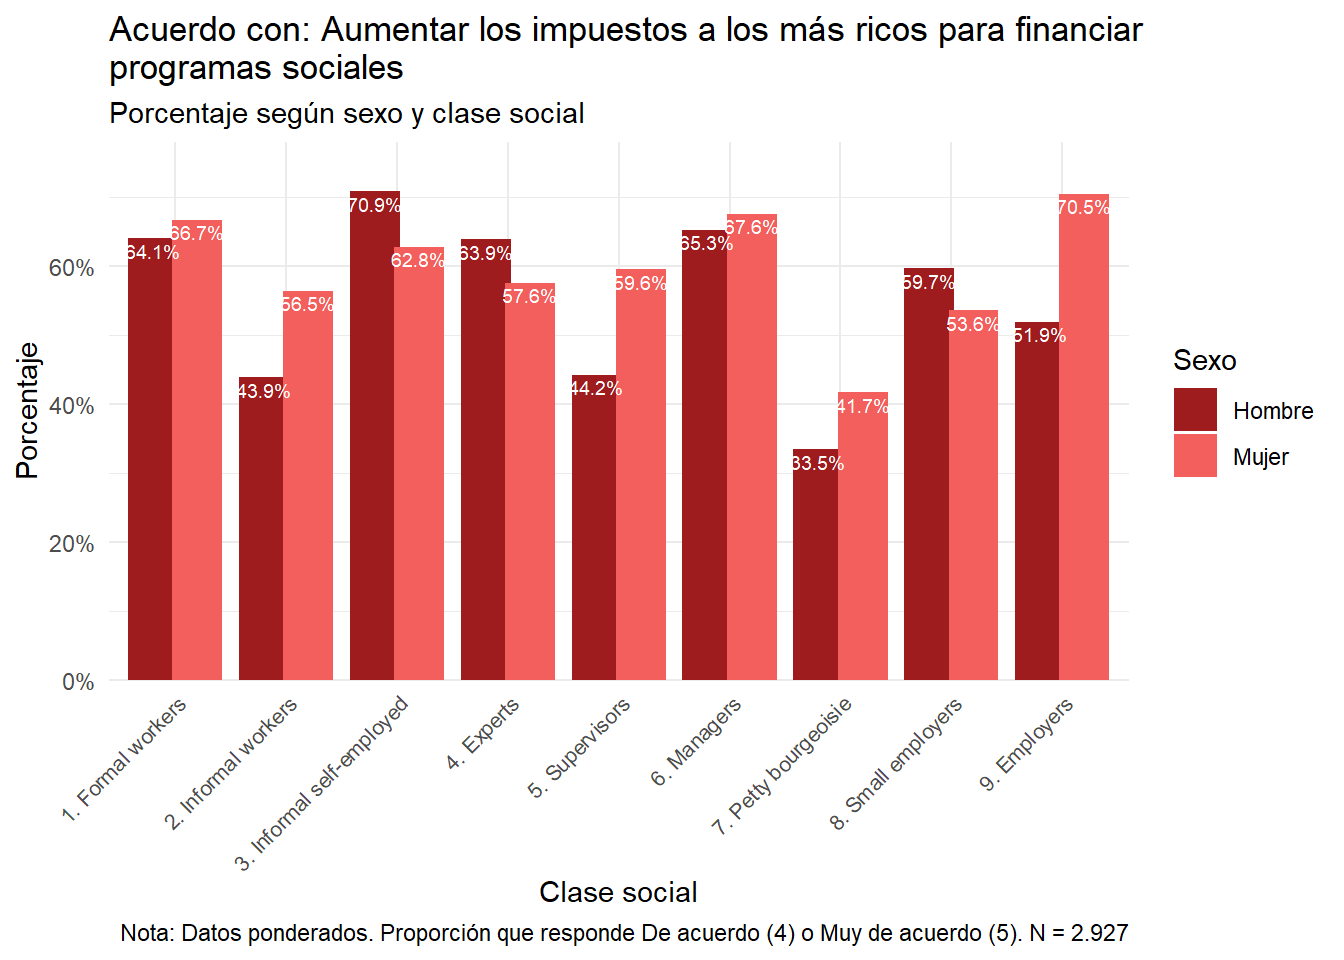 Acuerdo con: Aumentar los impuestos a los más ricos para financiar
programas sociales
Porcentaje según sexo y clase social
Porcentaje
60%
40%
20%
0%
64.1%
66.7%
43.9%
56.5%
70.9%
62.8%
63.9%
57.6%
44.2%
59.6%
65.3%
67.6%
33.5%
41.7%
59.7%
53.6%
51.9%
70.5%
Sexo
Hombre
Mujer
1. Formal workers
2. Informal workers
3. Informal self-employed
4. Experts
5. Supervisors
6. Managers
7. Petty bourgeoisie
8. Small employers
9. Employers
Clase social
Nota: Datos ponderados. Proporción que responde De acuerdo (4) o Muy de acuerdo (5). N = 2.927